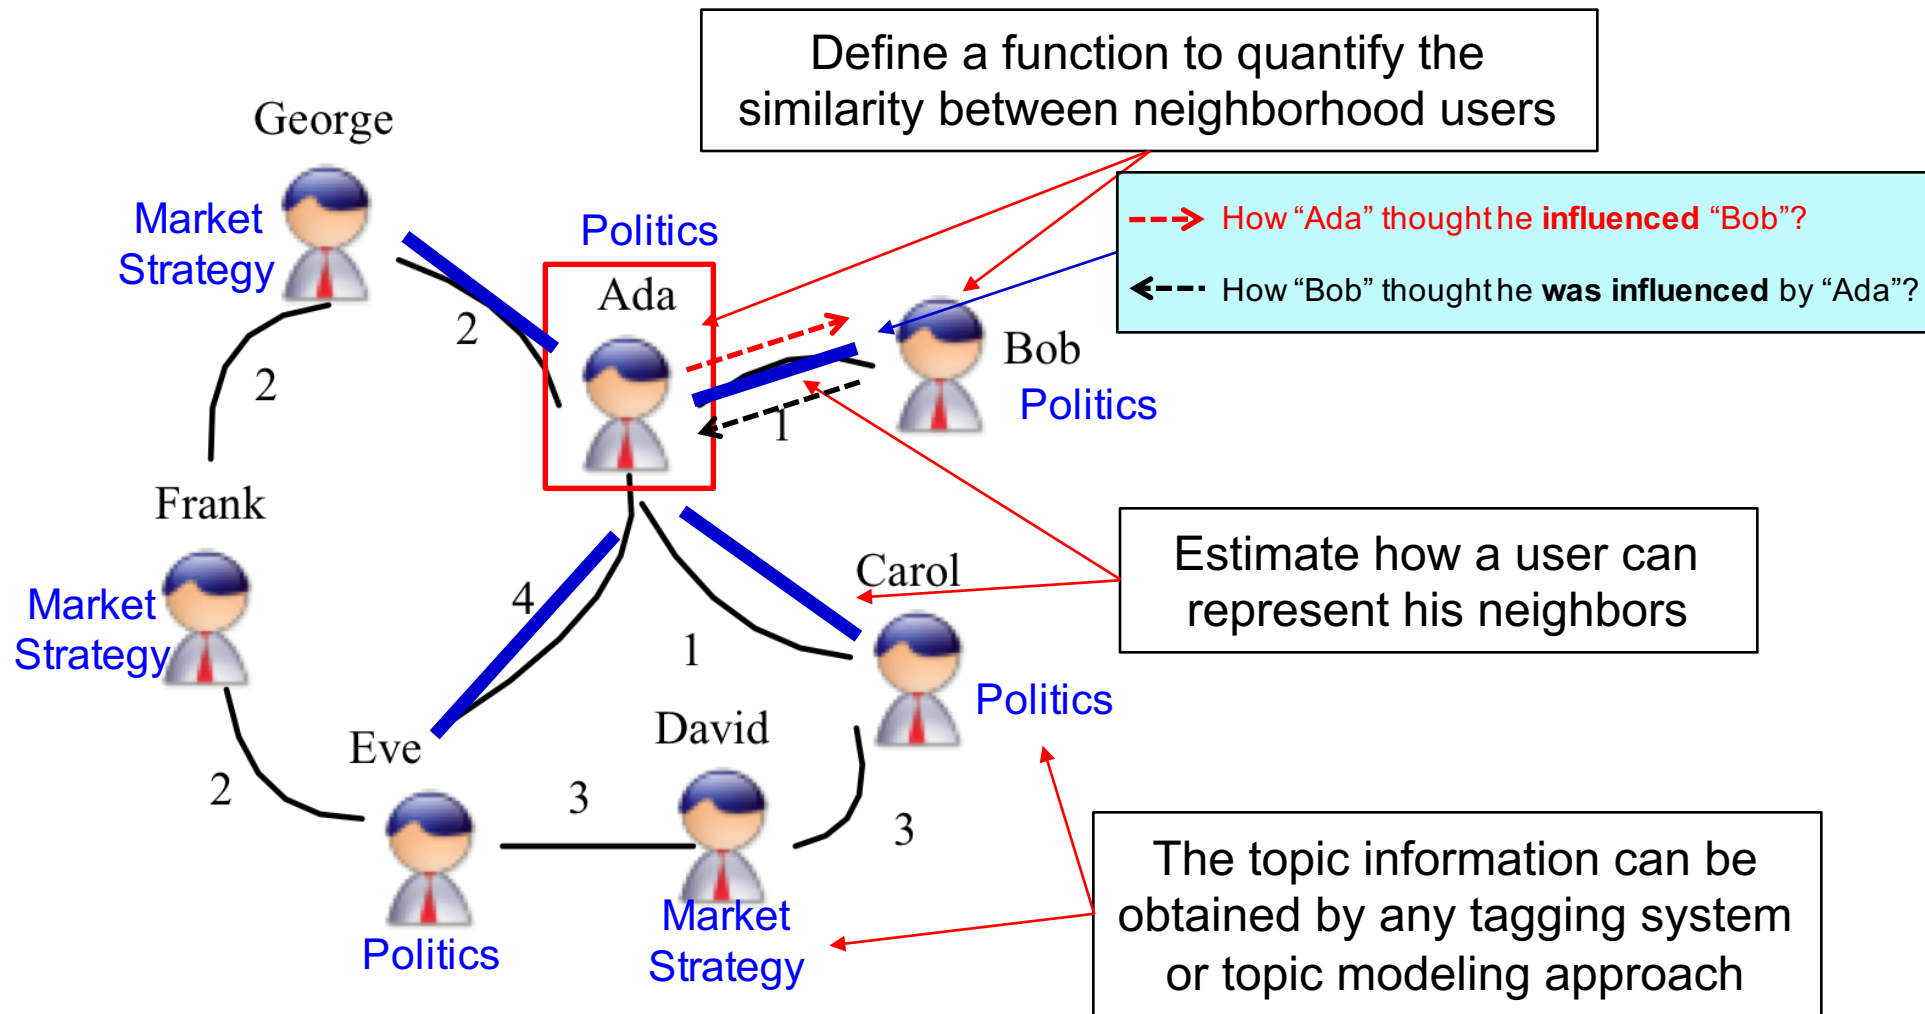 Define a function to quantify the
similarity between neighborhood users
George
Market
Strategy
Politics
Ada
How “Ada” thought he influenced “Bob”?
How “Bob” thought he was influenced by “Ada”?
2
2
Bob
Politics
1
Frank
Market
Strategy
4
1
Carol
Politics
Estimate how a user can
represent his neighbors
Eve
David
2
3
3
Politics
Market
Strategy
The topic information can be
obtained by any tagging system
or topic modeling approach